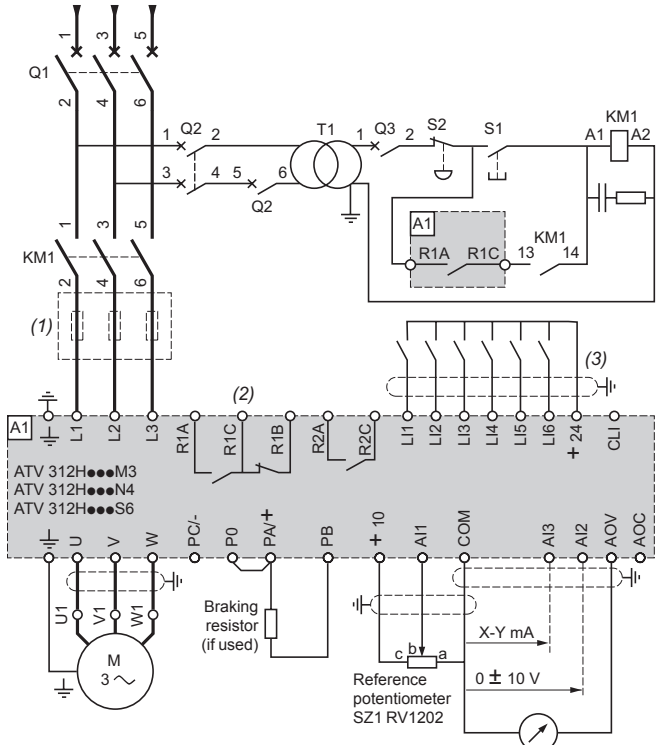 1 3 5
Q1
2 4 6
1 Q2 2 T1 1 Q3 2 S2 S1 KM1
A1 A2
3 4 5 6
Q2
A1
R1A R1C 13 KM1 14
1 3 5
KM1
2 4 6
(1)
(2)
(3)
A1
L1 L2 L3 R1A R1C R1B R2A R2C LI1 LI2 LI3 LI4 LI5 LI6 + 24 CLI
ATV 312H●●●M3
ATV 312H●●●N4
ATV 312H●●●S6
U V W PC/- P0 PA/+ PB + 10 AI1 COM AI3 AI2 AOV AOC
U1 V1 W1
M
3 ~
Braking
resistor
(if used)
c b a
Reference
potentiometer
SZ1 RV1202
X-Y mA
0 ± 10 V